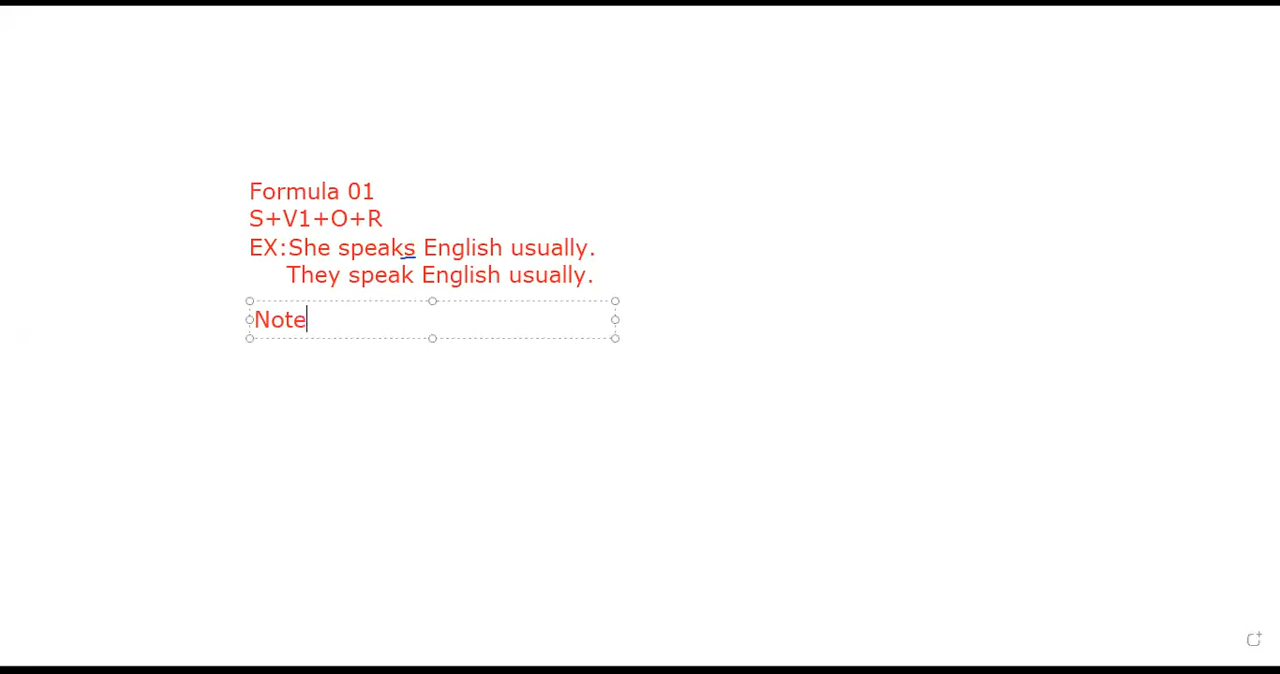 Formula 01
S+V1+O+R
EX:She speaks English usually.
They speak English usually.
Note